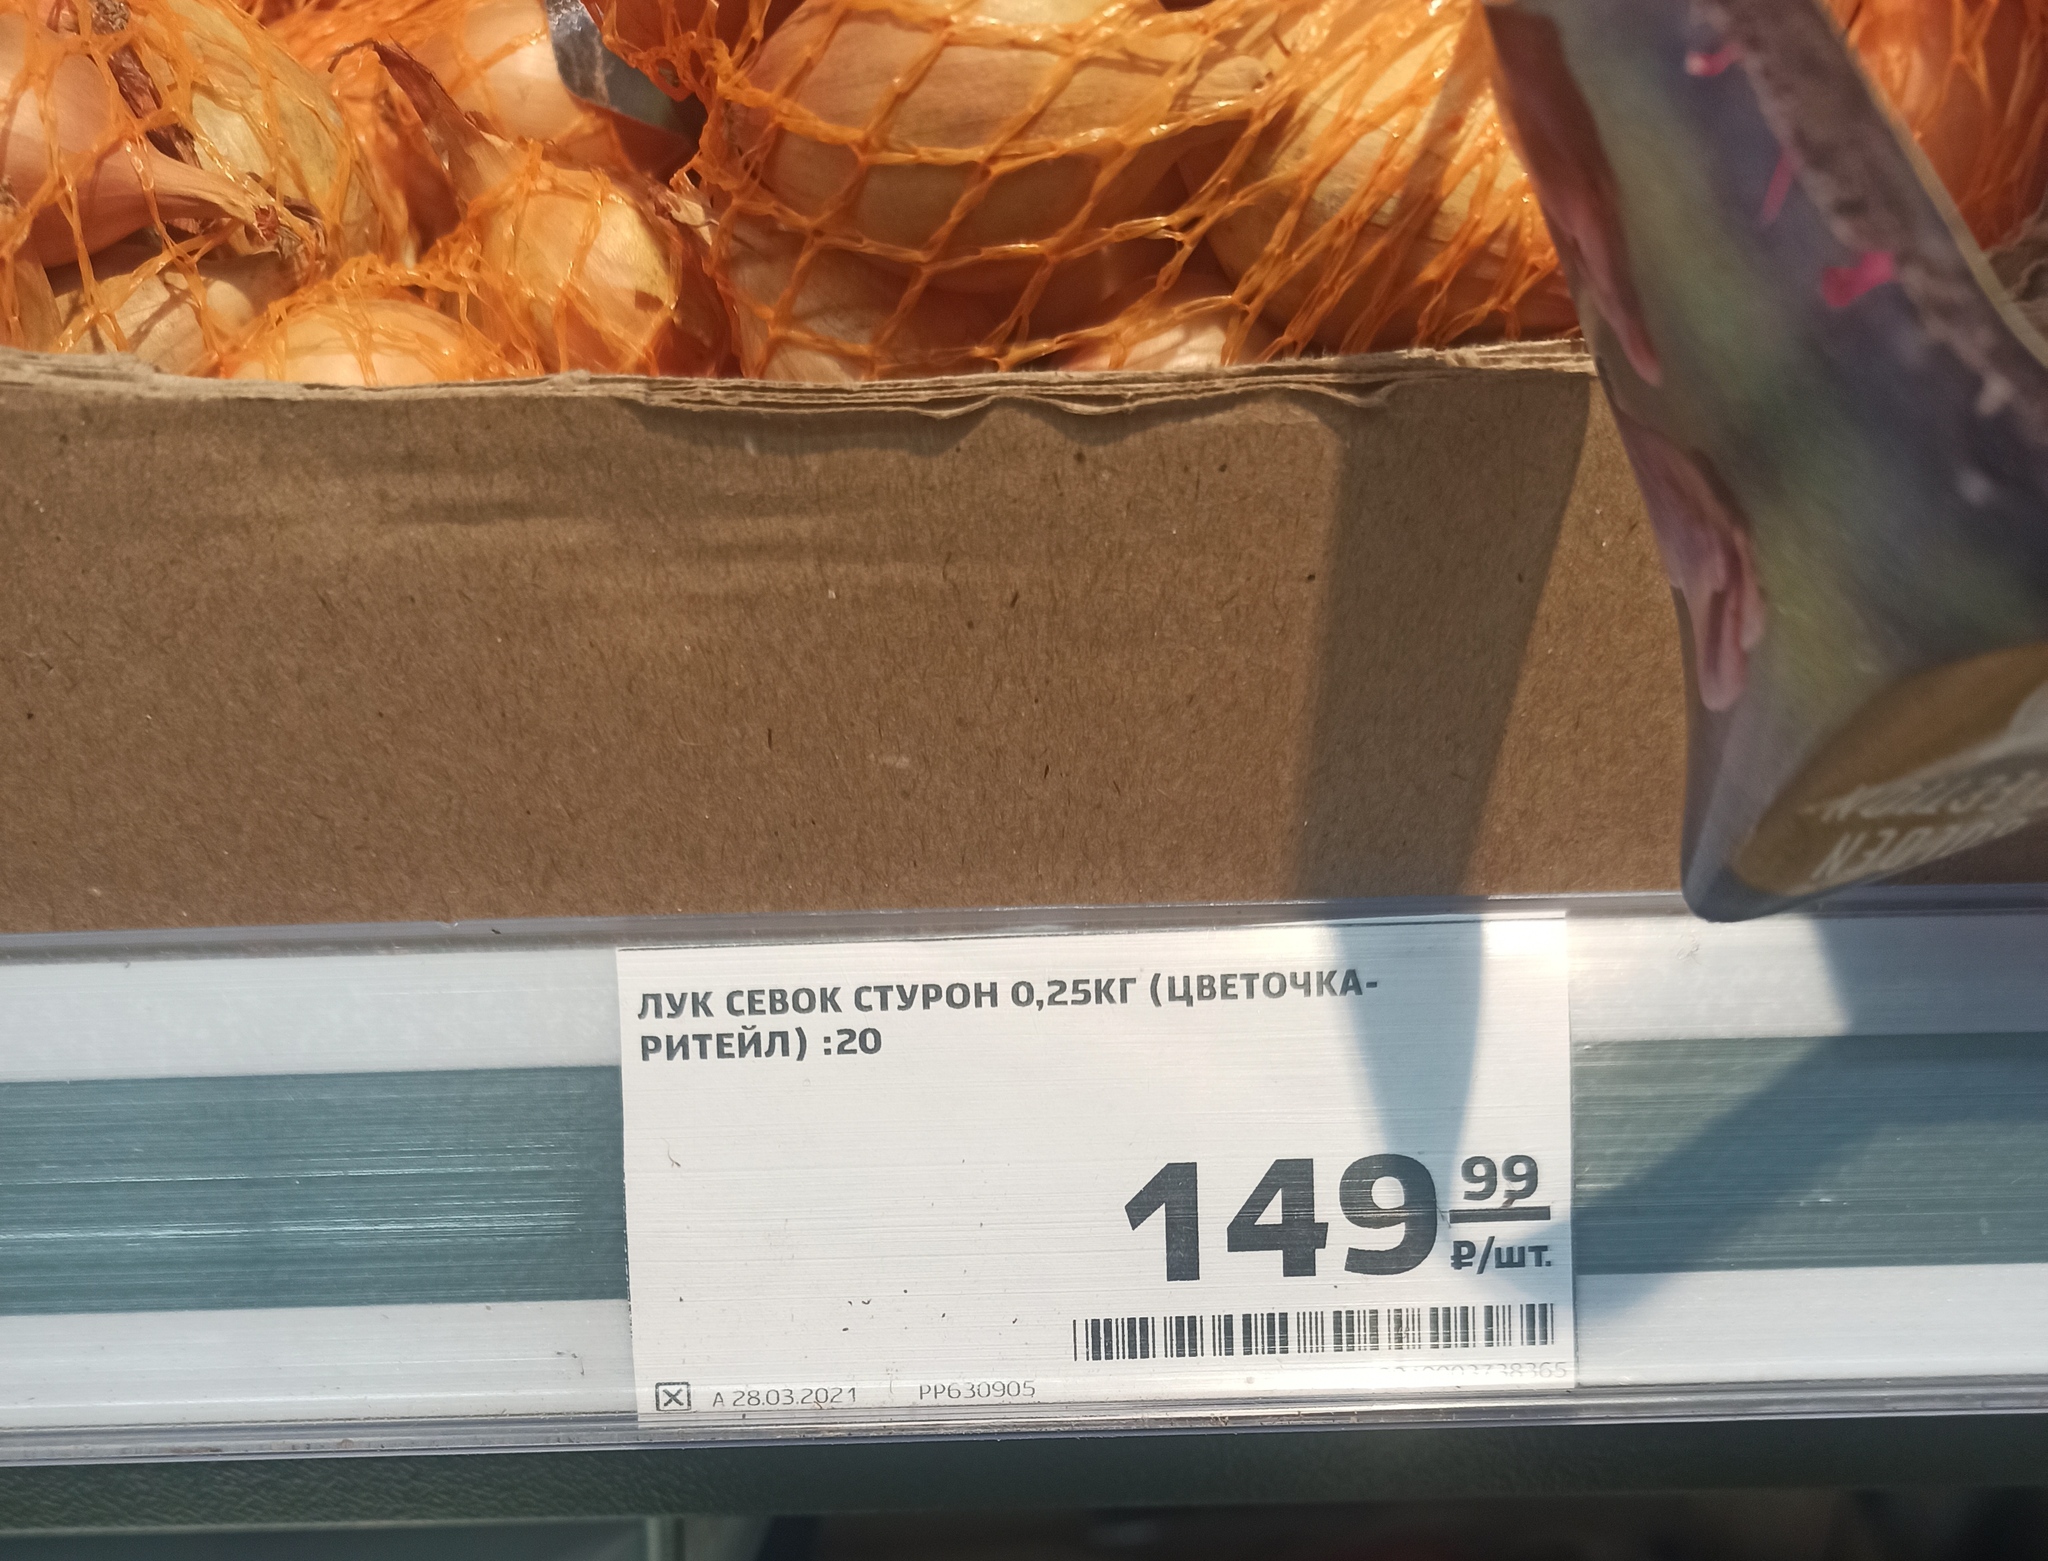 ЛУК СЕВОК СТУРОН 0,25КГ (ЦВЕТОЧКА-
РИТЕЙЛ) :20
149 99
₽/ШТ.
А 28.03.2021 PP630905